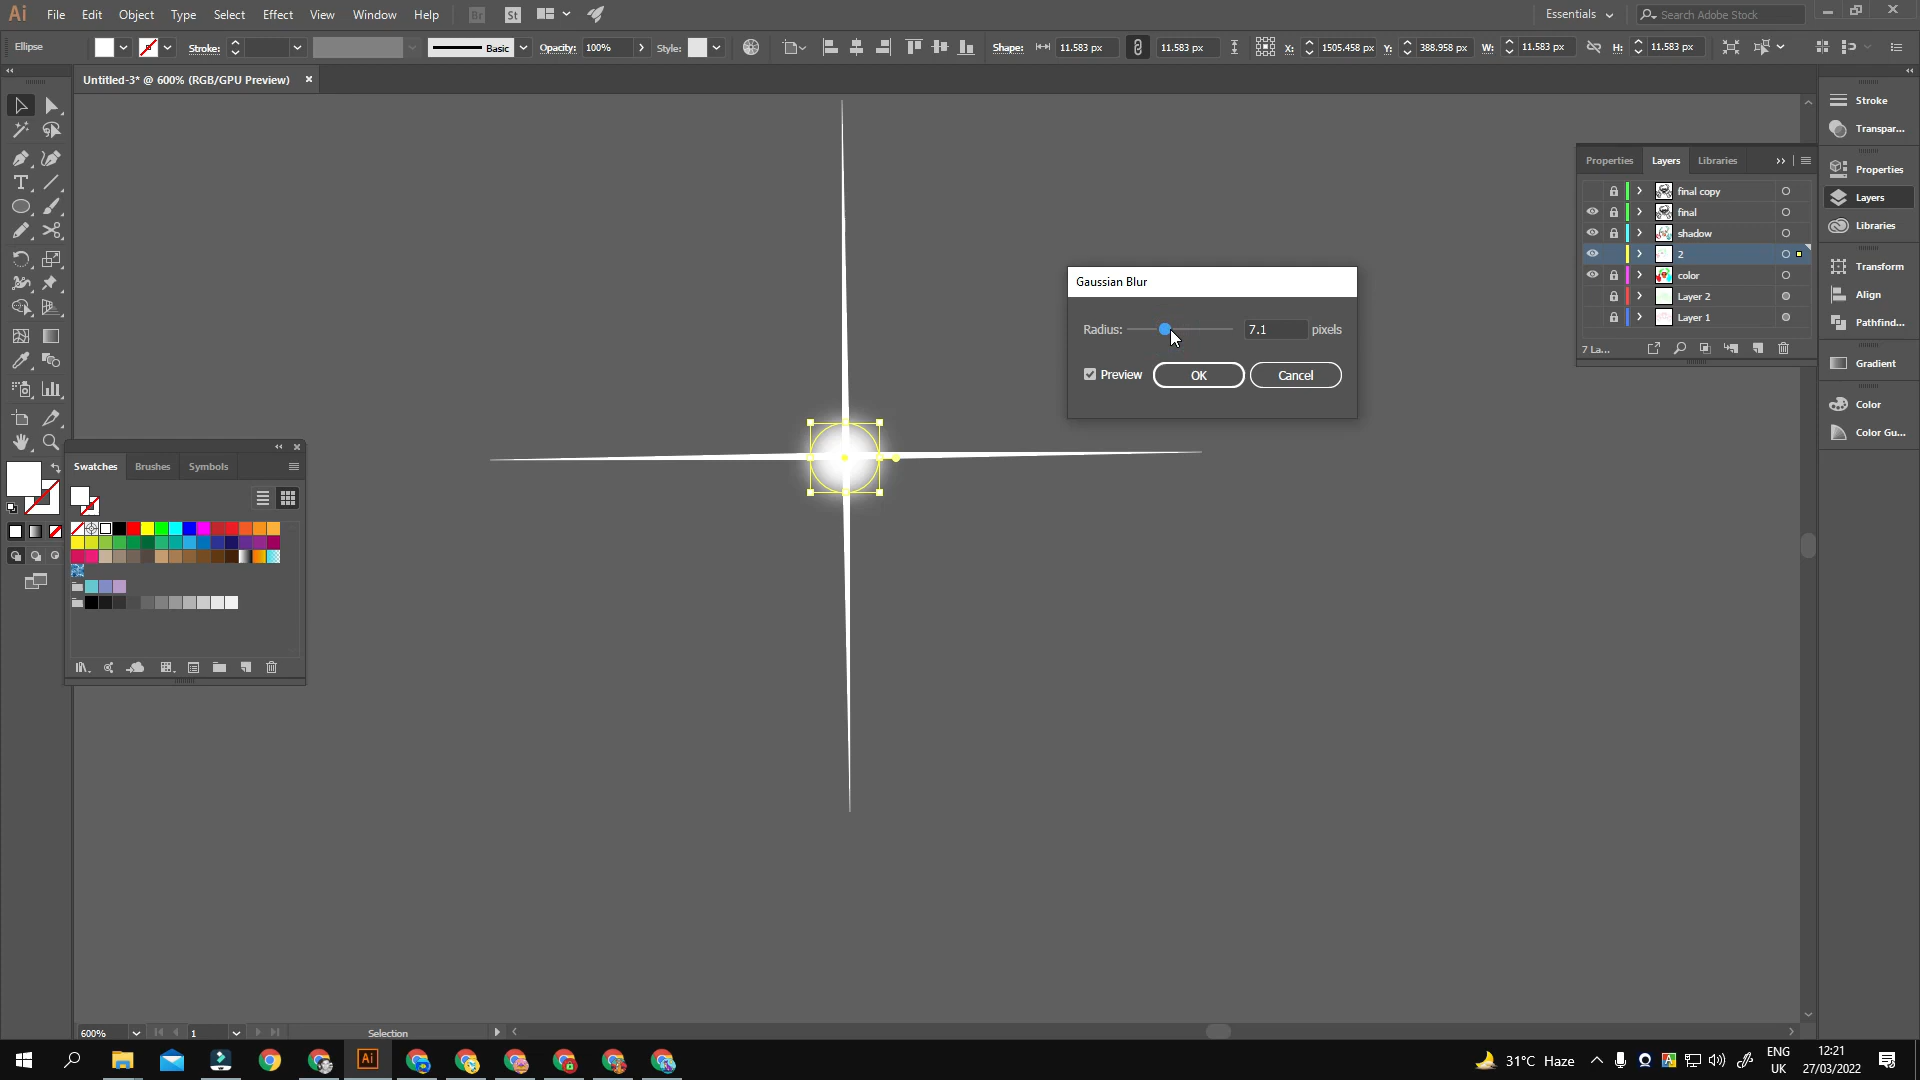 Ai File Edit Object Type Select Effect View Window Help Br St Essentials Search Adobe Stock
Ellipse Stroke: Basic Opacity: 100% Style: Shape: 11.583 px 11.583 px X: 1505.458 px Y: 388.958 px W: 11.583 px H: 11.583 px
Untitled-3* @ 600% (RGB/GPU Preview)
Stroke
Transpar...
Properties
Layers
Libraries
Transform
Align
Pathfind...
Gradient
Color
Color Gu...
Properties Layers Libraries
final copy
final
shadow
2
color
Layer 2
Layer 1
7 La...
Gaussian Blur
Radius: 7.1 pixels
Preview OK Cancel
Swatches Brushes Symbols
600% 1 Selection
Ai 31°C Haze ENG UK 12:21 27/03/2022